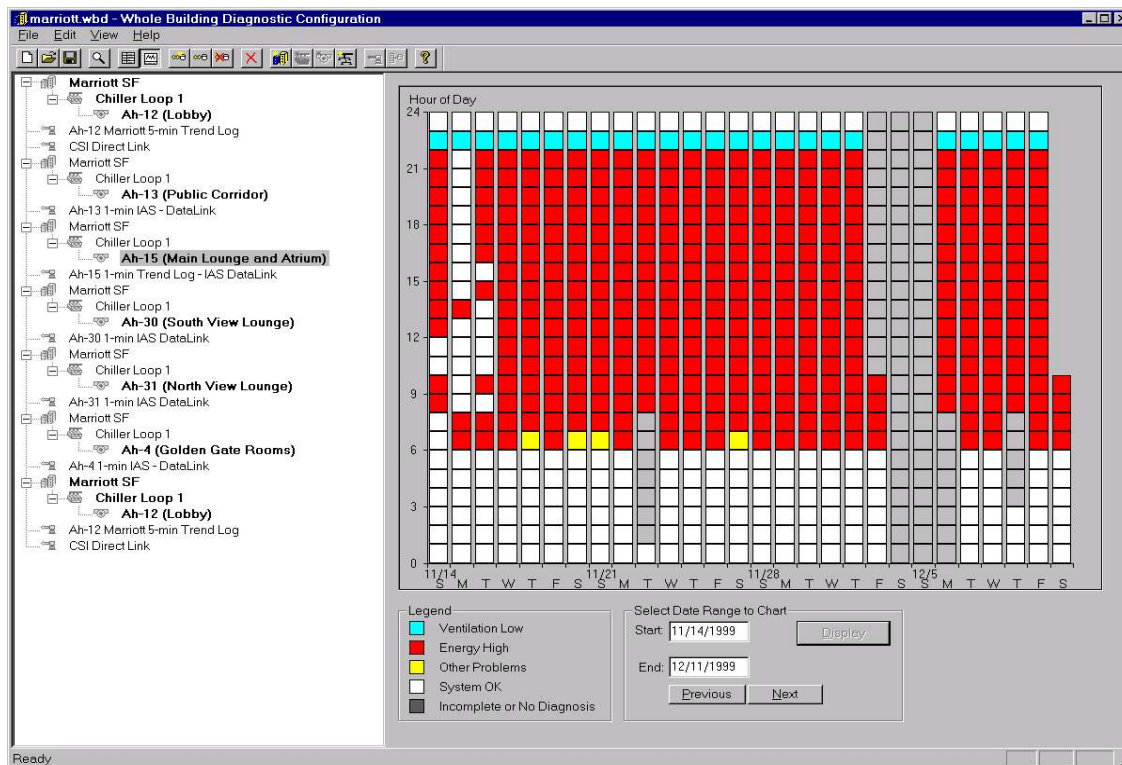 marriott.wbd - Whole Building Diagnostic Configuration
File Edit View Help
Marriott SF
Chiller Loop 1
Ah-12 (Lobby)
Ah-12 Marriott 5-min Trend Log
CSI Direct Link
Marriott SF
Chiller Loop 1
Ah-13 (Public Corridor)
Ah-13 1-min IAS - DataLink
Marriott SF
Chiller Loop 1
Ah-15 (Main Lounge and Atrium)
Ah-15 1-min Trend Log - IAS DataLink
Marriott SF
Chiller Loop 1
Ah-30 (South View Lounge)
Ah-30 1-min IAS DataLink
Marriott SF
Chiller Loop 1
Ah-31 (North View Lounge)
Ah-31 1-min IAS DataLink
Marriott SF
Chiller Loop 1
Ah-4 (Golden Gate Rooms)
Ah-4 1-min IAS - DataLink
Marriott SF
Chiller Loop 1
Ah-12 (Lobby)
Ah-12 Marriott 5-min Trend Log
CSI Direct Link
Hour of Day
24
21
18
15
12
9
6
3
0
11/14 11/21 11/28 12/5
S M T W T F S S M T W T F S S M T W T F S S M T W T F S
Legend
Ventilation Low
Energy High
Other Problems
System OK
Incomplete or No Diagnosis
Select Date Range to Chart
Start: 11/14/1999 Display
End: 12/11/1999
Previous Next
Ready